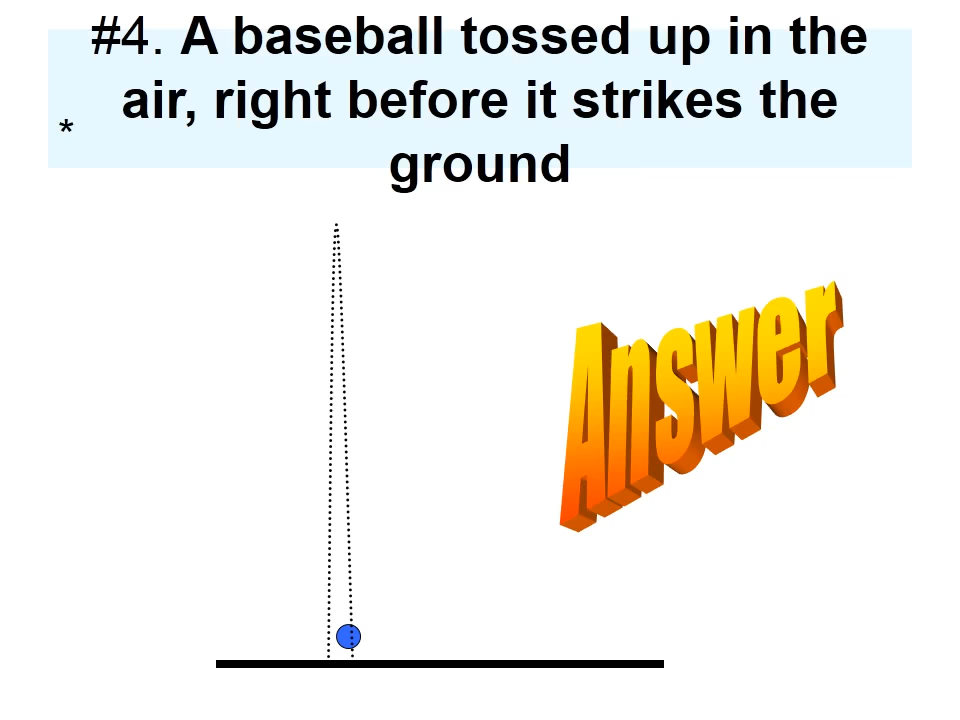 #4. A baseball tossed up in the
air, right before it strikes the
*
ground
Answer